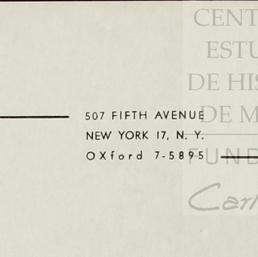 CENT
ESTU
DE HIS
DE M
FUND
Carl
507 FIFTH AVENUE
NEW YORK 17, N. Y.
OXford 7-5895